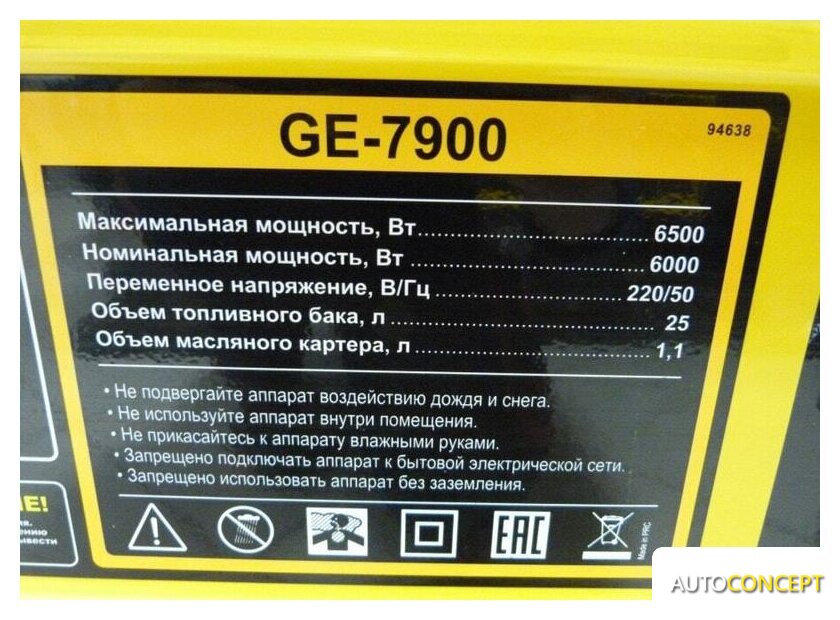 GE-7900
94638
Максимальная мощность, Вт.......................................6500
Номинальная мощность, Вт .......................................6000
Переменное напряжение, В/Гц ...............................220/50
Объем топливного бака, л ............................................ 25
Объем масляного картера, л........................................1,1
• Не подвергайте аппарат воздействию дождя и снега.
• Не используйте аппарат внутри помещения.
• Не прикасайтесь к аппарату влажными руками.
• Запрещено подключать аппарат к бытовой электрической сети.
• Запрещено использовать аппарат без заземления.
Е!
EAC
Made in PRC
AUTOCONCEPT